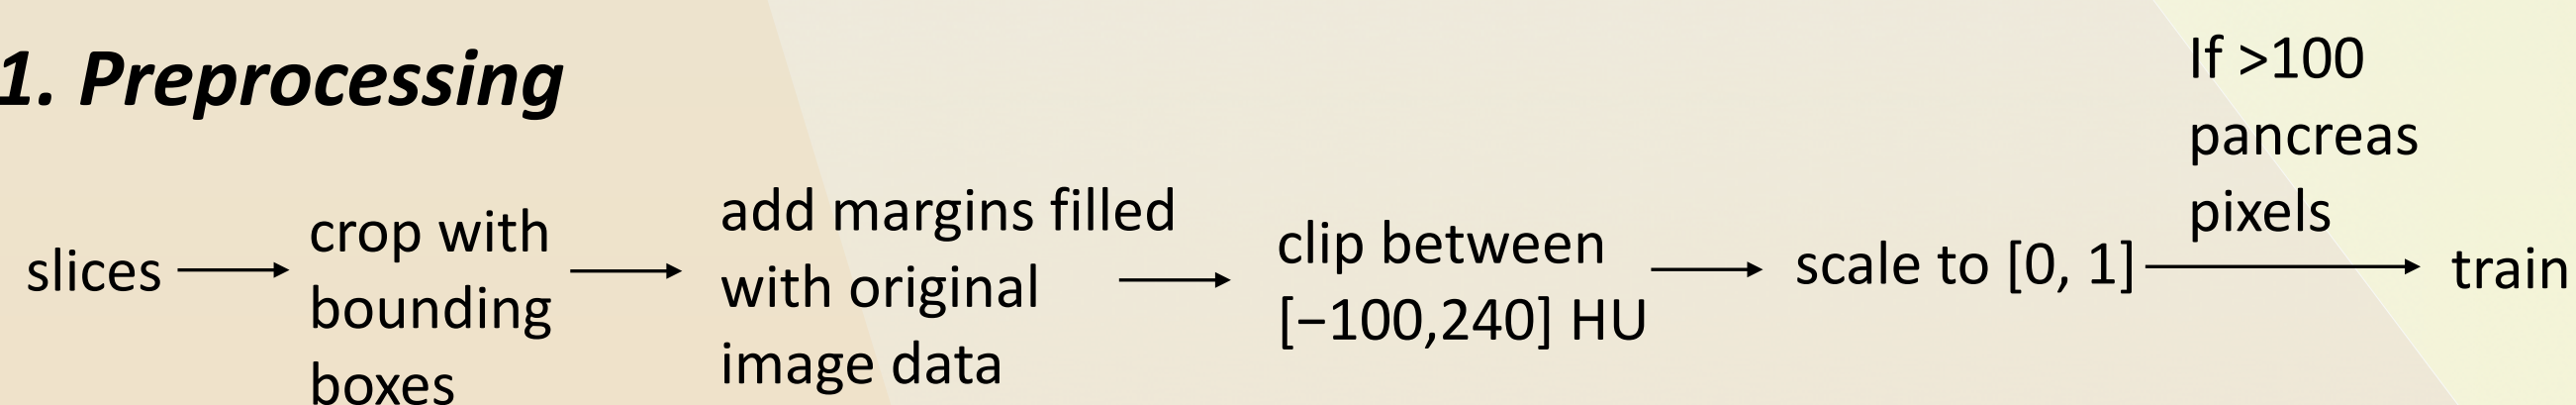 1. Preprocessing
slices
crop with
bounding
boxes
add margins filled
with original
image data
clip between
[−100,240] HU
scale to [0, 1]
If >100
pancreas
pixels
train